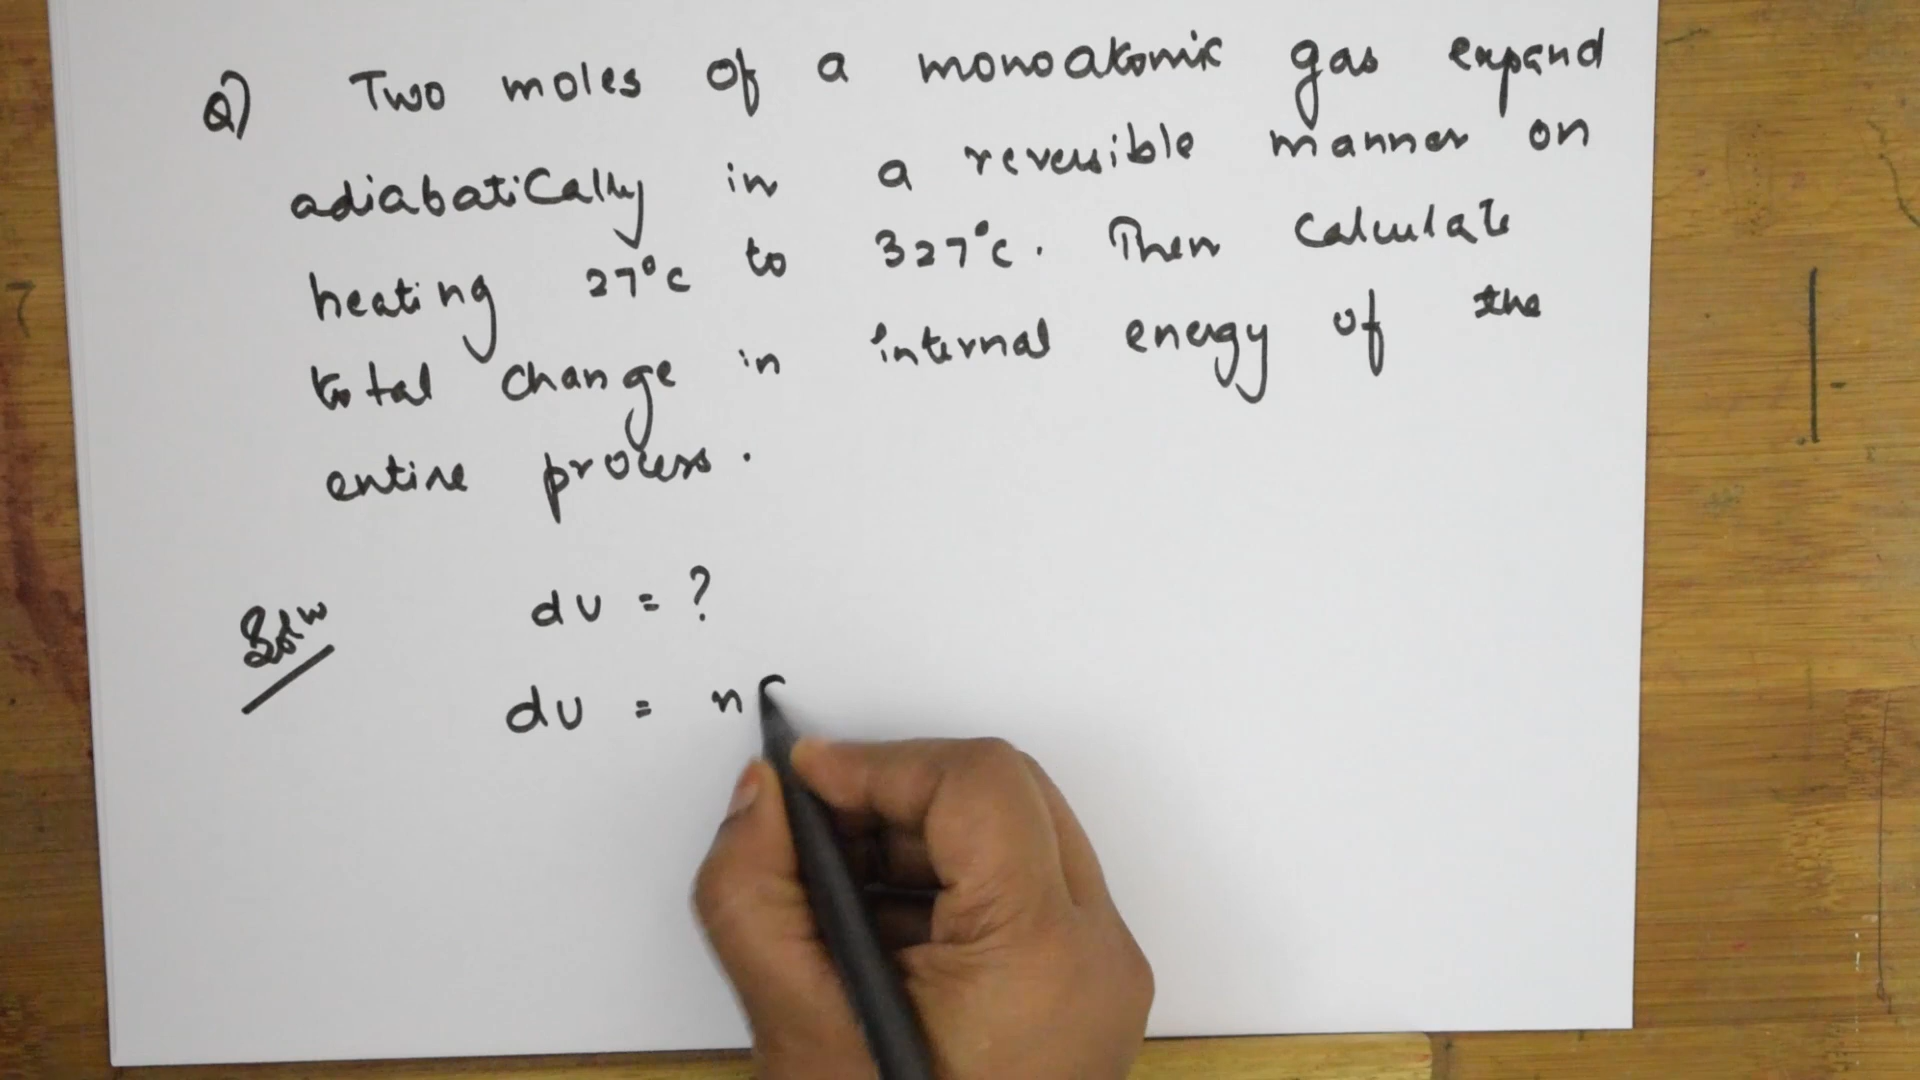 Q) Two moles of a monoatomic gas expand
adiabatically in a reversible manner on
heating 27°c to 327°c. Then Calculate
total change in internal energy of the
entire process.
Soln
du = ?
du = nC